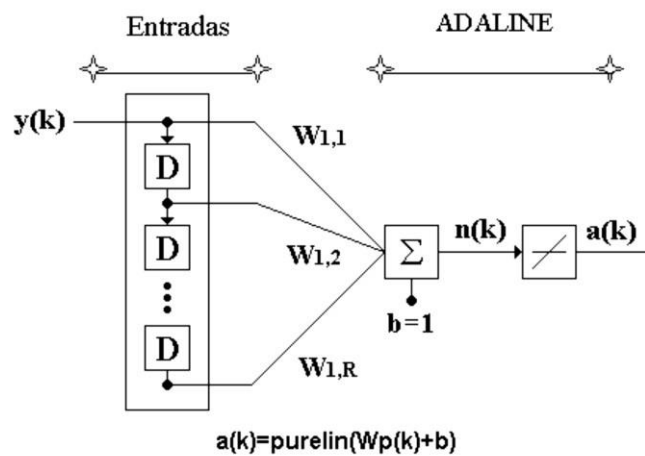 Entradas
ADALINE
y(k)
W1,1
D
W1,2
D
Σ
n(k)
a(k)
b=1
D
W1,R
a(k)=purelin(Wp(k)+b)